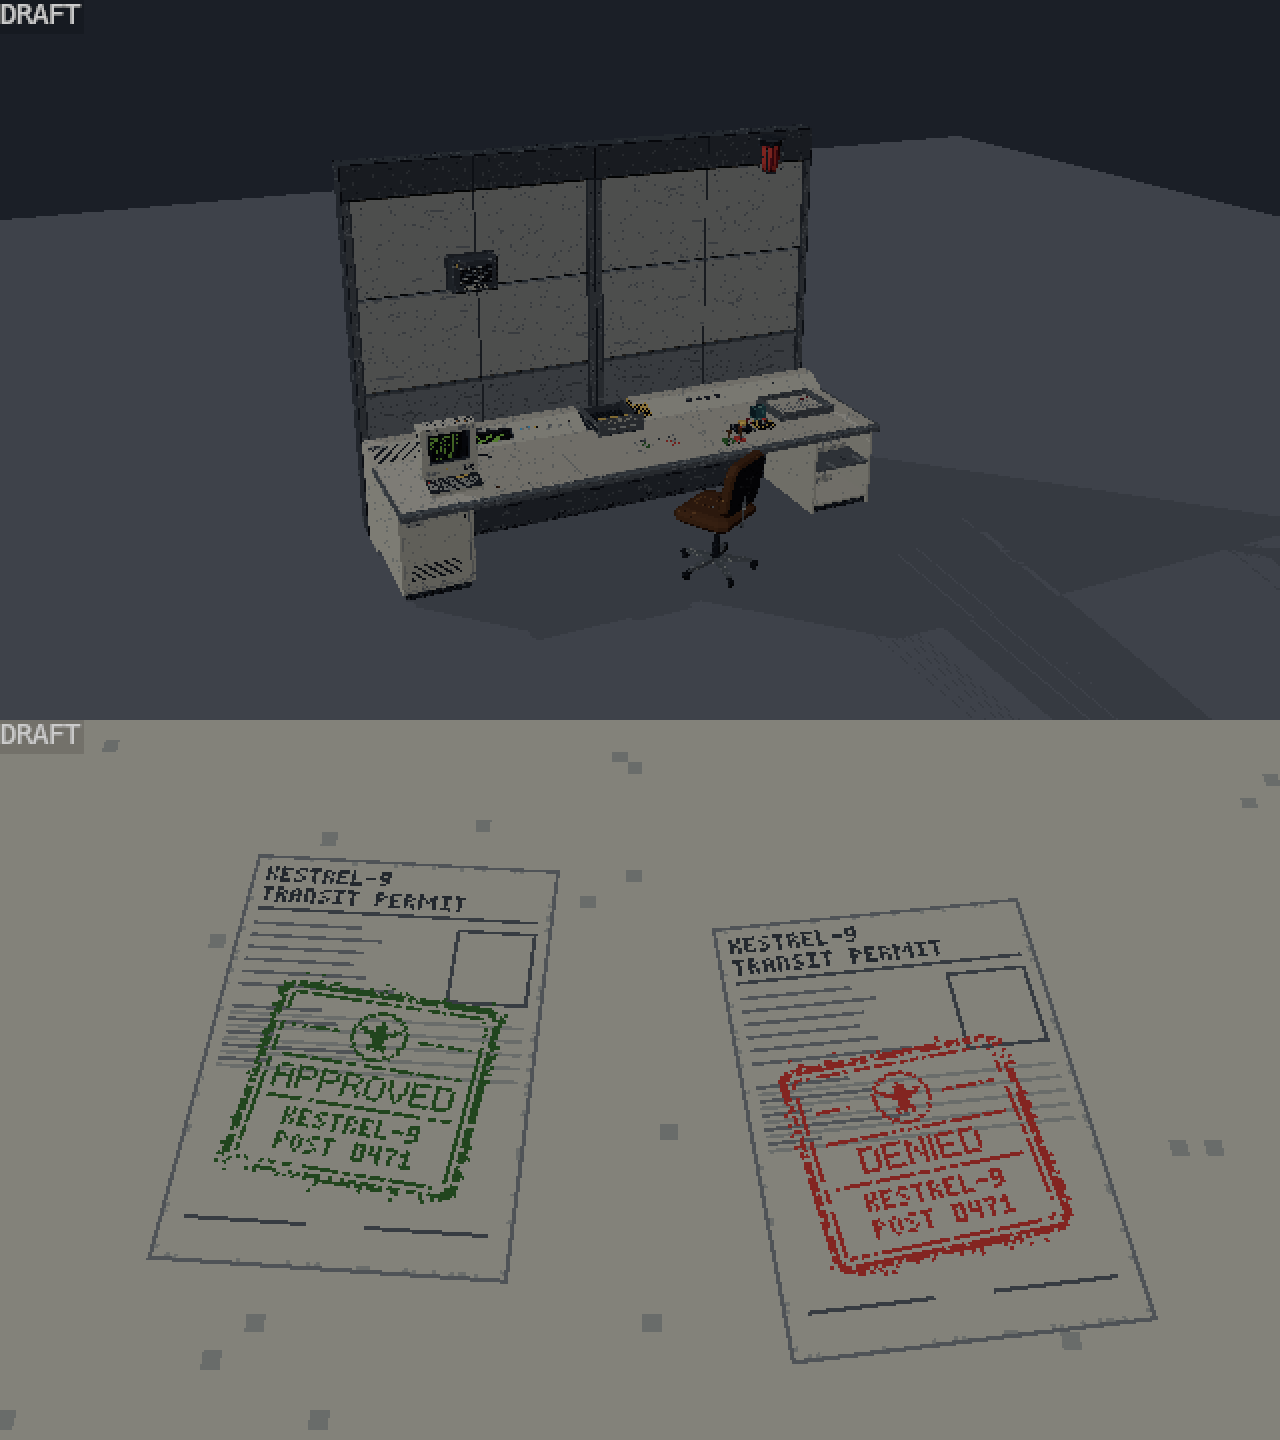 DRAFT
DRAFT
KESTREL-9
TRANSIT PERMIT
APPROVED
KESTREL-9
POST 0471
KESTREL-9
TRANSIT PERMIT
DENIED
KESTREL-9
POST 0471